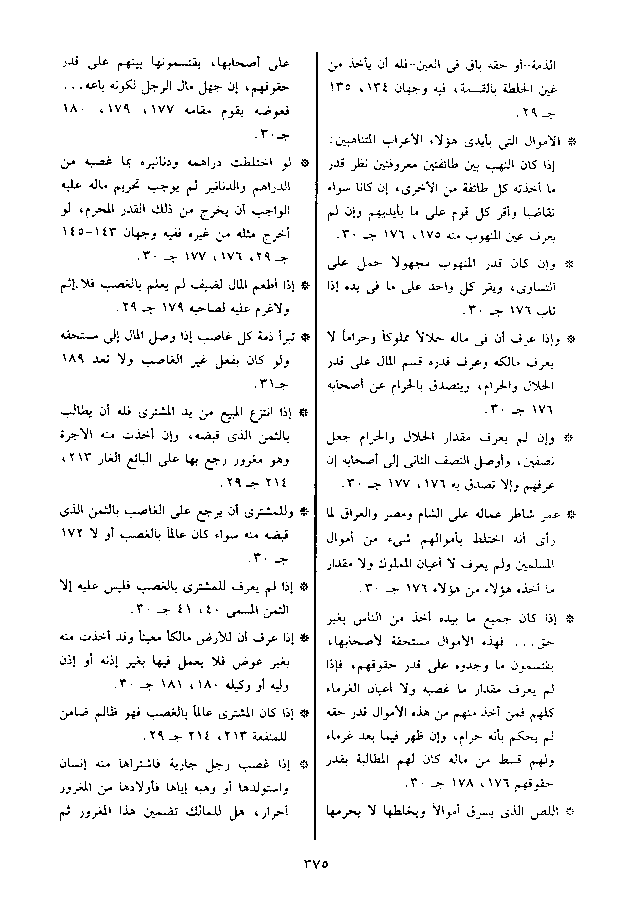 الذمة--أو حقه باق فى العين--فله أن يأخذ من
عين الخلطة بالقسمة، فيه وجهان ١٣٤، ١٣٥
جـ ٢٩.
* الأموال التى بأيدى هؤلاء الأعراب المتناهبين:
إذا كان النهب بين طائفتين معروفتين نظر قدر
ما أخذته كل طائفة من الأخرى، إن كانا سواء
تقاضيا وأقر كل قوم على ما بأيديهم وإن لم
يعرف عين المنهوب منه ١٧٥، ١٧٦ جـ ٣٠.
* وإن كان قدر المنهوب مجهولا حمل على
التساوى، ويقر كل واحد على ما فى يده إذا
تاب ١٧٦ جـ ٣٠.
* وإذا عرف أن فى ماله حلالاً مملوكاً وحراماً لا
يعرف مالكه وعرف قدره قسم المال على قدر
الحلال والحرام، ويتصدق بالحرام عن أصحابه
١٧٦ جـ ٣٠.
* وإن لم يعرف مقدار الحلال والحرام جعل
نصفين، وأوصل النصف الثانى إلى أصحابه إن
عرفهم وإلا تصدق به ١٧٦، ١٧٧ جـ ٣٠.
* عمر شاطر عماله على الشام ومصر والعراق لما
رأى أنه اختلط بأموالهم شىء من أموال
المسلمين ولم يعرف لا أعيان المملوك ولا مقدار
ما أخذه هؤلاء من هؤلاء ١٧٦ جـ ٣٠.
* إذا كان جميع ما بيده أخذ من الناس بغير
حق... فهذه الأموال مستحقة لأصحابها،
يقتسمون ما وجدوه على قدر حقوقهم، فإذا
لم يعرف مقدار ما غصبه ولا أعيان الغرماء
كلهم فمن أخذ منهم من هذه الأموال قدر حقه
لم يحكم بأنه حرام، وإن ظهر فيما بعد غرماء
ولهم قسط من ماله كان لهم المطالبة بقدر
حقوقهم ١٧٦، ١٧٨ جـ ٣٠.
* اللص الذى يسرق أموالاً ويخلطها لا يحرمها
على أصحابها، يقتسمونها بينهم على قدر
حقوقهم، إن جهل مال الرجل لكونه باعه...
فعوضه يقوم مقامه ١٧٧، ١٧٩، ١٨٠
جـ ٣٠.
* لو اختلطت دراهمه ودنانيره بما غصبه من
الدراهم والدنانير لم يوجب تحريم ماله عليه
الواجب أن يخرج من ذلك القدر المحرم، لو
أخرج مثله من غيره ففيه وجهان ١٤٣-١٤٥
جـ ٢٩، ١٧٦، ١٧٧ جـ ٣٠.
* إذا أطعم المال لضيف لم يعلم بالغصب فلا إثم
ولا غرم عليه لصاحبه ١٧٩ جـ ٢٩.
* تبرأ ذمة كل غاصب إذا وصل المال إلى مستحقه
ولو كان بفعل غير الغاصب ولا تعد ١٨٩
جـ ٣١.
* إذا انتزع المبيع من يد المشترى فله أن يطالب
بالثمن الذى قبضه، وإن أخذت منه الأجرة
وهو مغرور رجع بها على البائع الغار ٢١٣،
٢١٤ جـ ٢٩.
* وللمشترى أن يرجع على الغاصب بالثمن الذى
قبضه منه سواء كان عالماً بالغصب أو لا ١٧٢
جـ ٣٠.
* إذا لم يعرف للمشترى بالغصب فليس عليه إلا
الثمن المسمى ٤٠، ٤١ جـ ٣٠.
* إذا عرف أن للأرض مالكاً معيناً وقد أخذت منه
بغير عوض فلا يعمل فيها بغير إذنه أو إذن
وليه أو وكيله ١٨٠، ١٨١ جـ ٣٠.
* إذا كان المشترى عالماً بالغصب فهو ظالم ضامن
للمنفعة ٢١٣، ٢١٤ جـ ٢٩.
* إذا غصب رجل جارية فاشتراها منه إنسان
واستولدها أو وهبه إياها فأولادها من المغرور
أحرار، هل للمالك تضمين هذا المغرور ثم
٣٧٥